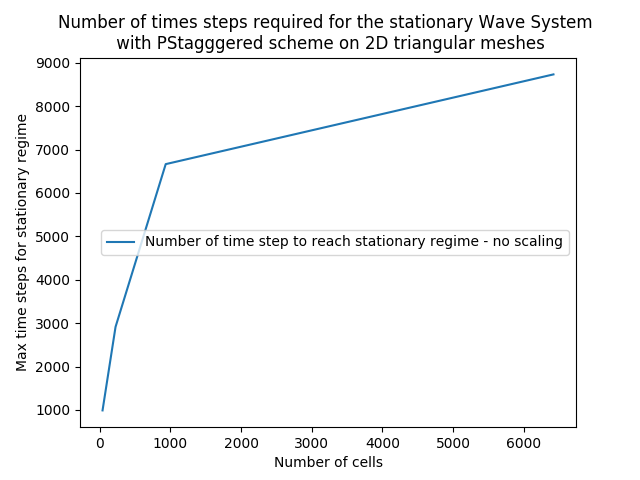 Number of times steps required for the stationary Wave System
with PStagggered scheme on 2D triangular meshes
9000
8000
7000
6000
5000
4000
3000
2000
1000
Max time steps for stationary regime
Number of time step to reach stationary regime - no scaling
0 1000 2000 3000 4000 5000 6000
Number of cells